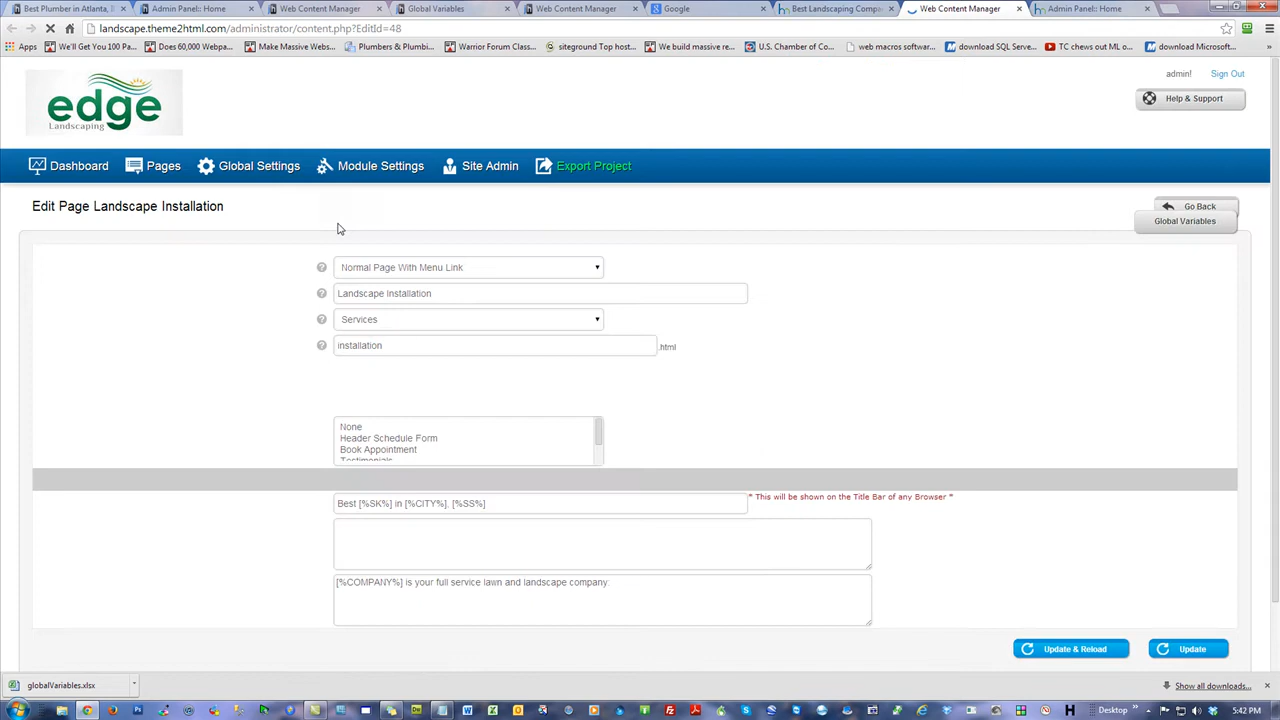 Best Plumber in Atlanta,
Admin Panel:: Home
Web Content Manager
Global Variables
Web Content Manager
Google
Best Landscaping Compa
Web Content Manager
Admin Panel:: Home
landscape.theme2html.com/administrator/content.php?EditId=48
Apps
We'll Get You 100 Pa...
Does 60,000 Webpa...
Make Massive Webs...
Plumbers & Plumbi...
Warrior Forum Class...
siteground Top host...
We build massive re...
U.S. Chamber of Co...
web macros softwar...
download SQL Serve...
TC chews out ML o...
download Microsoft...
edge
Landscaping
admin!
Sign Out
Help & Support
Dashboard
Pages
Global Settings
Module Settings
Site Admin
Export Project
Edit Page Landscape Installation
Go Back
Global Variables
Normal Page With Menu Link
Landscape Installation
Services
installation
.html
None
Header Schedule Form
Book Appointment
Testimonials
Best [%SK%] in [%CITY%]. [%SS%]
* This will be shown on the Title Bar of any Browser *
[%COMPANY%] is your full service lawn and landscape company:
Update & Reload
Update
globalVariables.xlsx
Show all downloads...
Desktop
5:42 PM